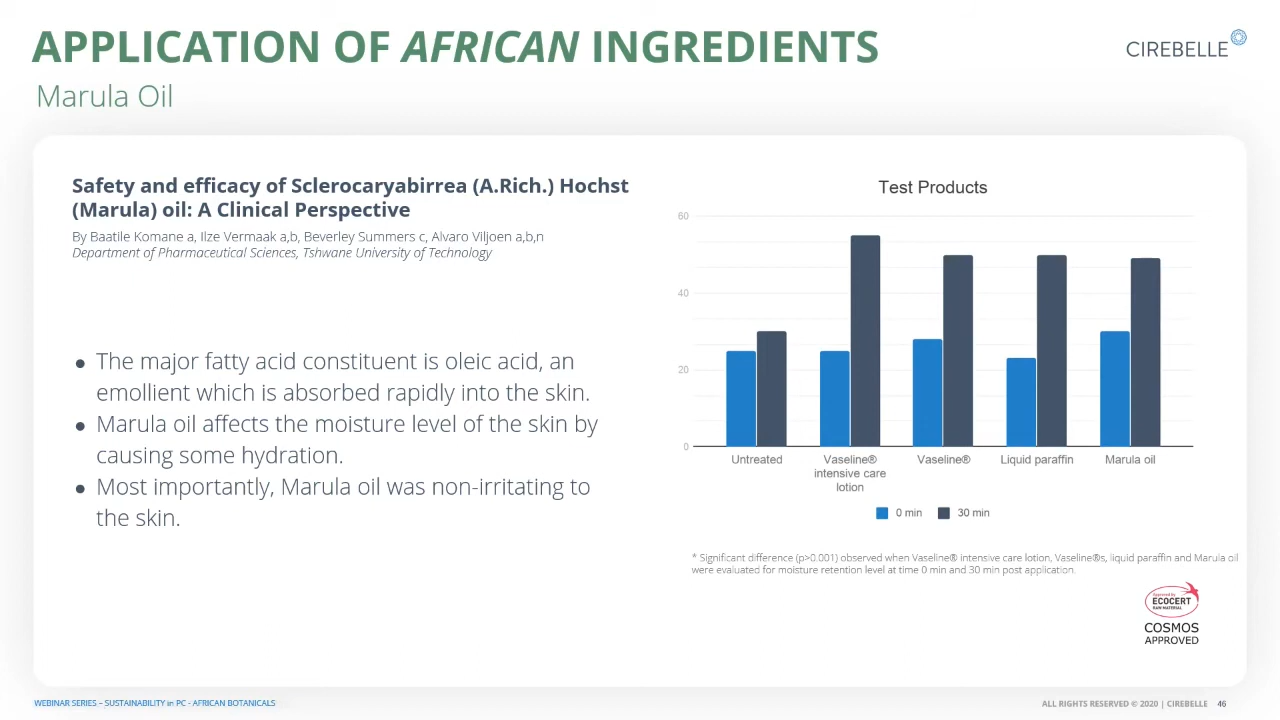 APPLICATION OF AFRICAN INGREDIENTS
CIREBELLE
Marula Oil
Safety and efficacy of Sclerocaryabirrea (A.Rich.) Hochst
(Marula) oil: A Clinical Perspective
By Baatile Komane a, Ilze Vermaak a,b, Beverley Summers c, Alvaro Viljoen a,b,n
Department of Pharmaceutical Sciences, Tshwane University of Technology
● The major fatty acid constituent is oleic acid, an
emollient which is absorbed rapidly into the skin.
● Marula oil affects the moisture level of the skin by
causing some hydration.
● Most importantly, Marula oil was non-irritating to
the skin.
Test Products
60
40
20
0
Untreated
Vaseline®
intensive care
lotion
Vaseline®
Liquid paraffin
Marula oil
0 min
30 min
* Significant difference (p>0.001) observed when Vaseline® intensive care lotion, Vaseline®s, liquid paraffin and Marula oil
were evaluated for moisture retention level at time 0 min and 30 min post application.
Approved by
ECOCERT
RAW MATERIAL
COSMOS
APPROVED
WEBINAR SERIES – SUSTAINABILITY in PC - AFRICAN BOTANICALS
ALL RIGHTS RESERVED © 2020 | CIREBELLE 46